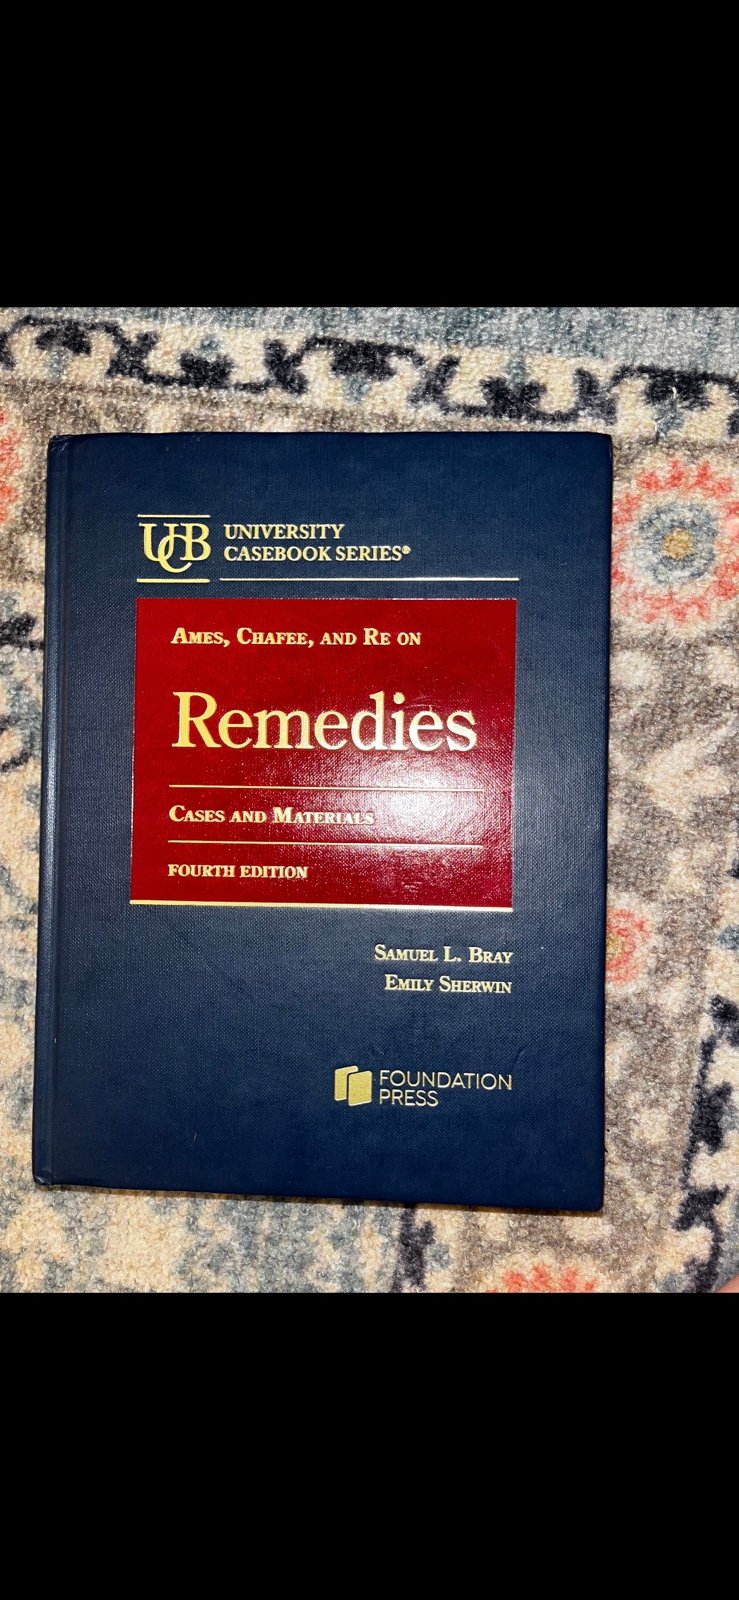 UCB
UNIVERSITY
CASEBOOK SERIES®
AMES, CHAFEE, AND RE ON
Remedies
CASES AND MATERIALS
FOURTH EDITION
SAMUEL L. BRAY
EMILY SHERWIN
FOUNDATION
PRESS